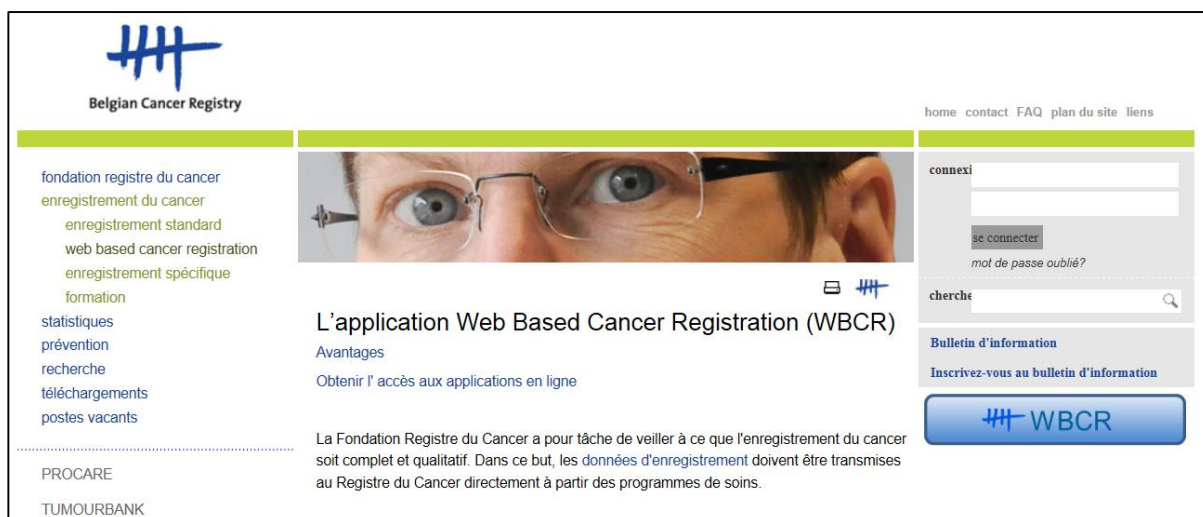 Belgian Cancer Registry
home contact FAQ plan du site liens
fondation registre du cancer
enregistrement du cancer
enregistrement standard
web based cancer registration
enregistrement spécifique
formation
statistiques
prévention
recherche
téléchargements
postes vacants
PROCARE
TUMOURBANK
L'application Web Based Cancer Registration (WBCR)
Avantages
Obtenir l' accès aux applications en ligne
La Fondation Registre du Cancer a pour tâche de veiller à ce que l'enregistrement du cancer
soit complet et qualitatif. Dans ce but, les données d'enregistrement doivent être transmises
au Registre du Cancer directement à partir des programmes de soins.
connexi
se connecter
mot de passe oublié?
cherche
Bulletin d'information
Inscrivez-vous au bulletin d'information
WBCR